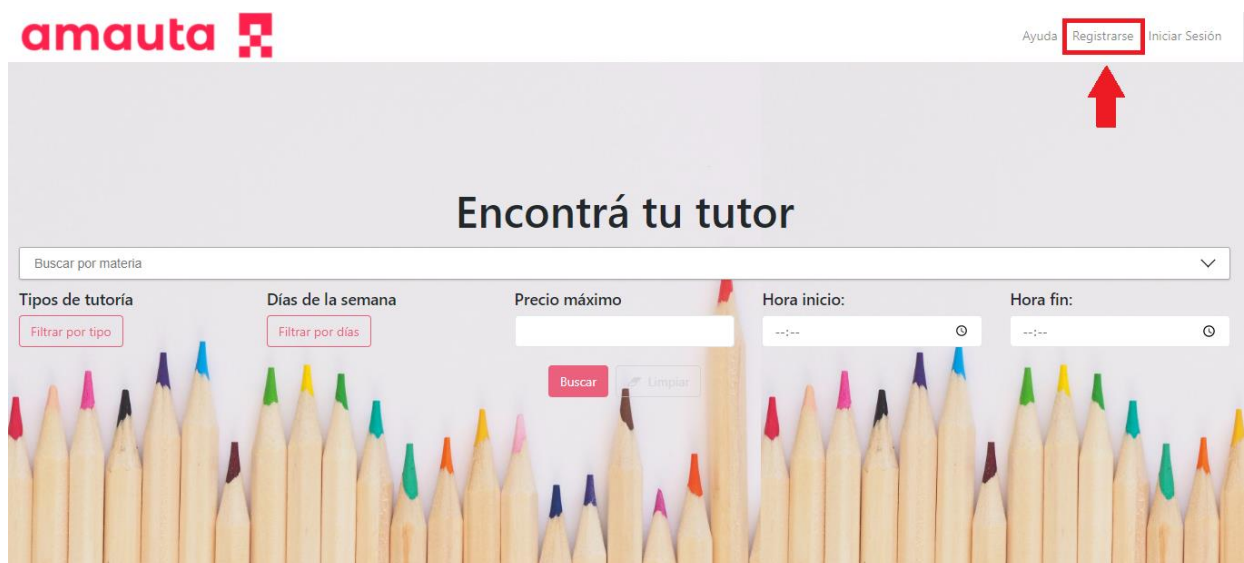 amauta
Ayuda Registrarse Iniciar Sesión
Encontrá tu tutor
Buscar por materia
Tipos de tutoría Días de la semana Precio máximo Hora inicio: Hora fin:
Filtrar por tipo Filtrar por días --:-- --:--
Buscar Limpiar